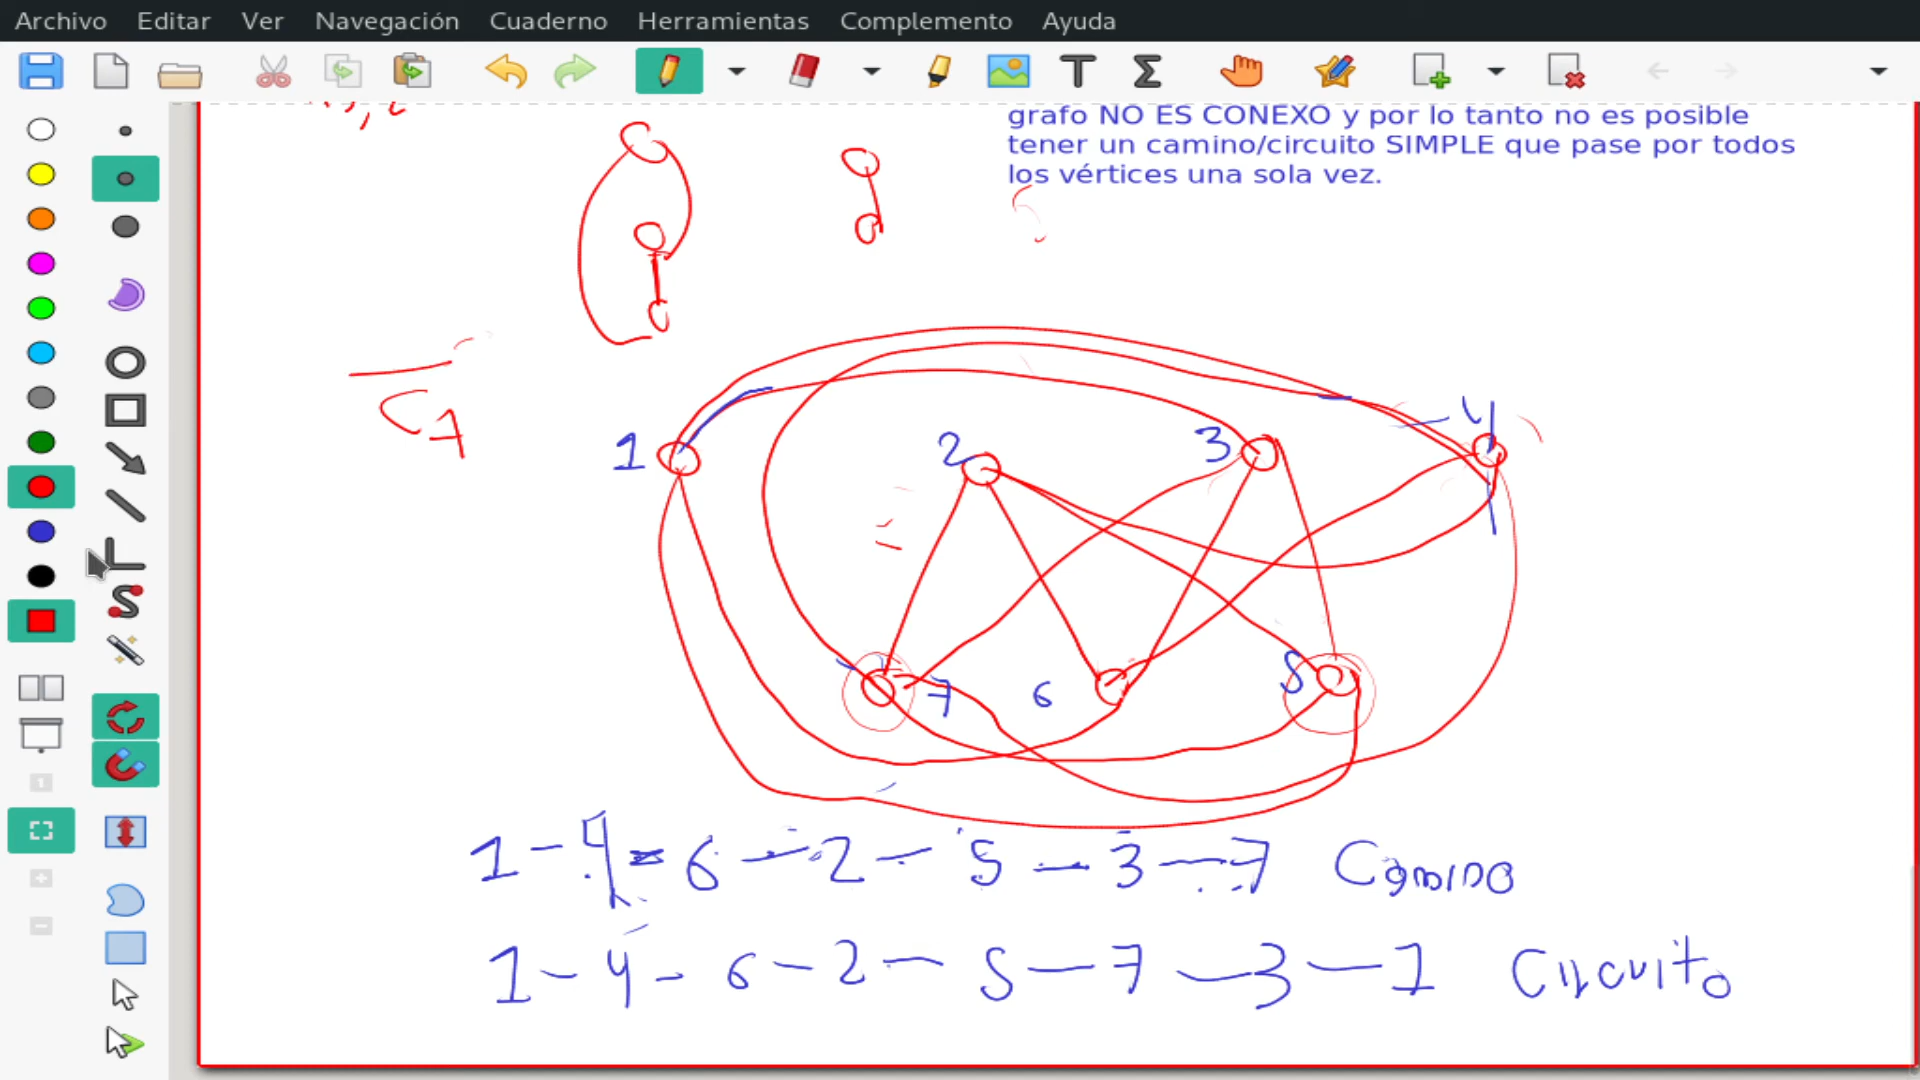 Archivo Editar Ver Navegación Cuaderno Herramientas Complemento Ayuda
grafo NO ES CONEXO y por lo tanto no es posible
tener un camino/circuito SIMPLE que pase por todos
los vértices una sola vez.
C7
1 2 3 4
7 6 5
1 - 4 - 6 - 2 - 5 - 3 - 7 Camino
1 - 4 - 6 - 2 - 5 - 7 - 3 - 1 Circuito